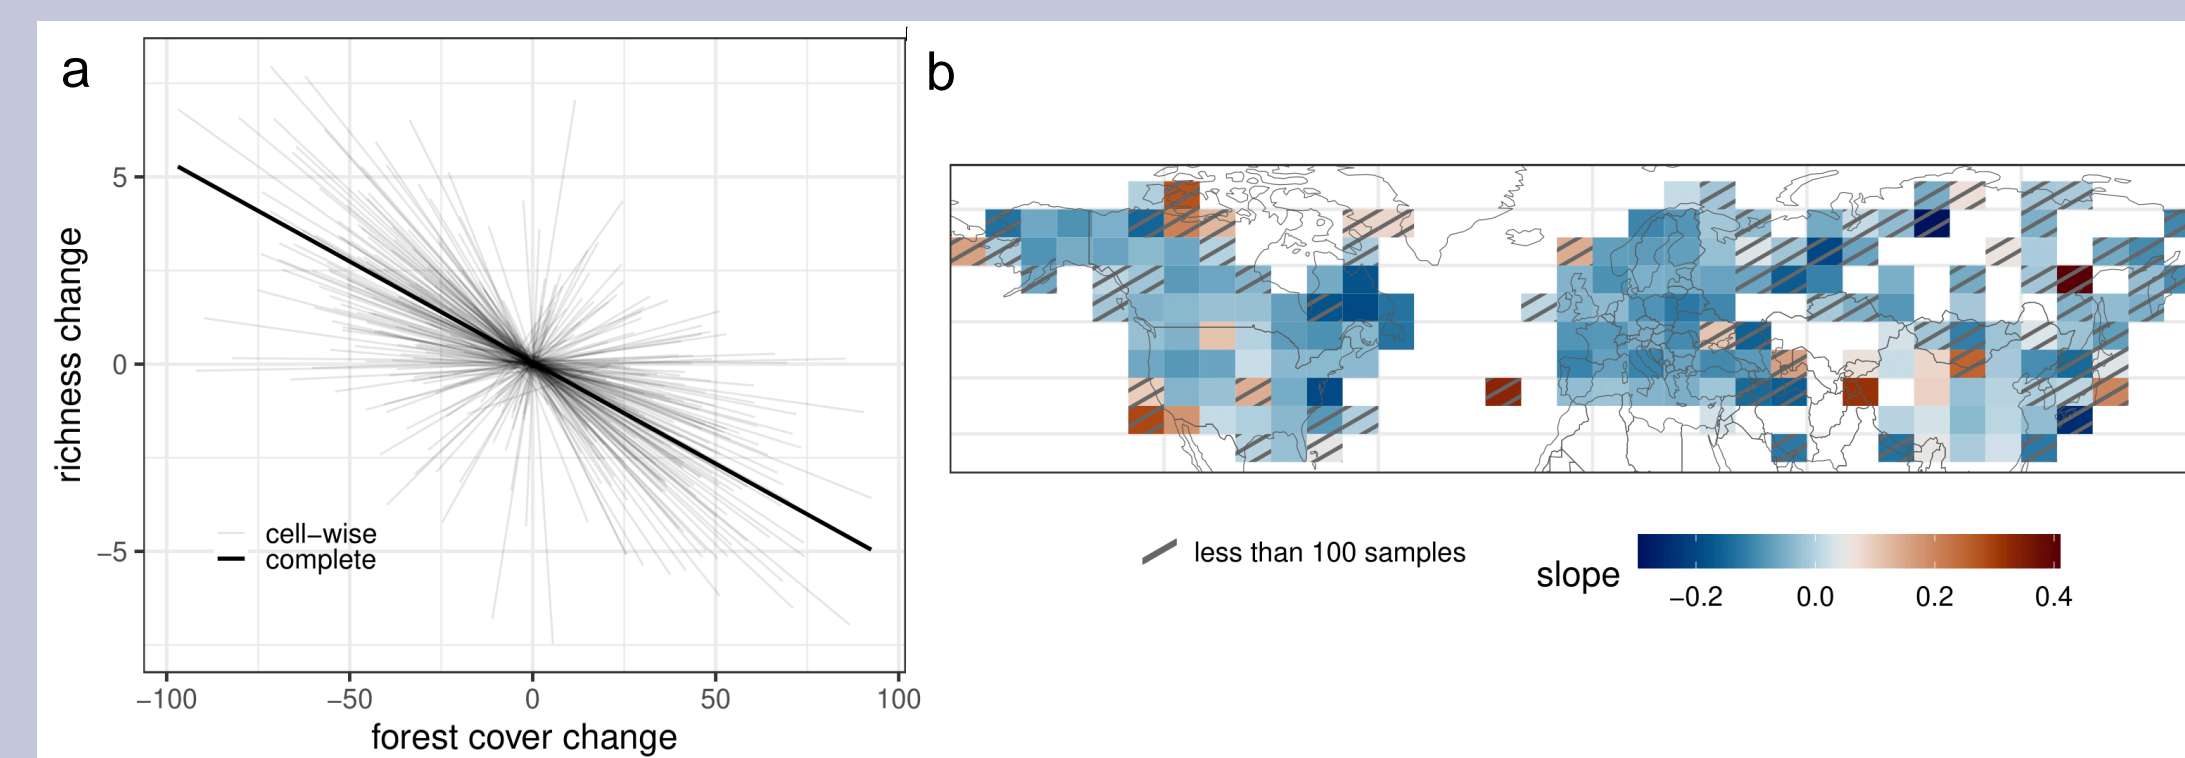 a
5
0
−5
richness change
cell−wise
complete
−100
−50
0
50
100
forest cover change
b
less than 100 samples
slope
−0.2
0.0
0.2
0.4